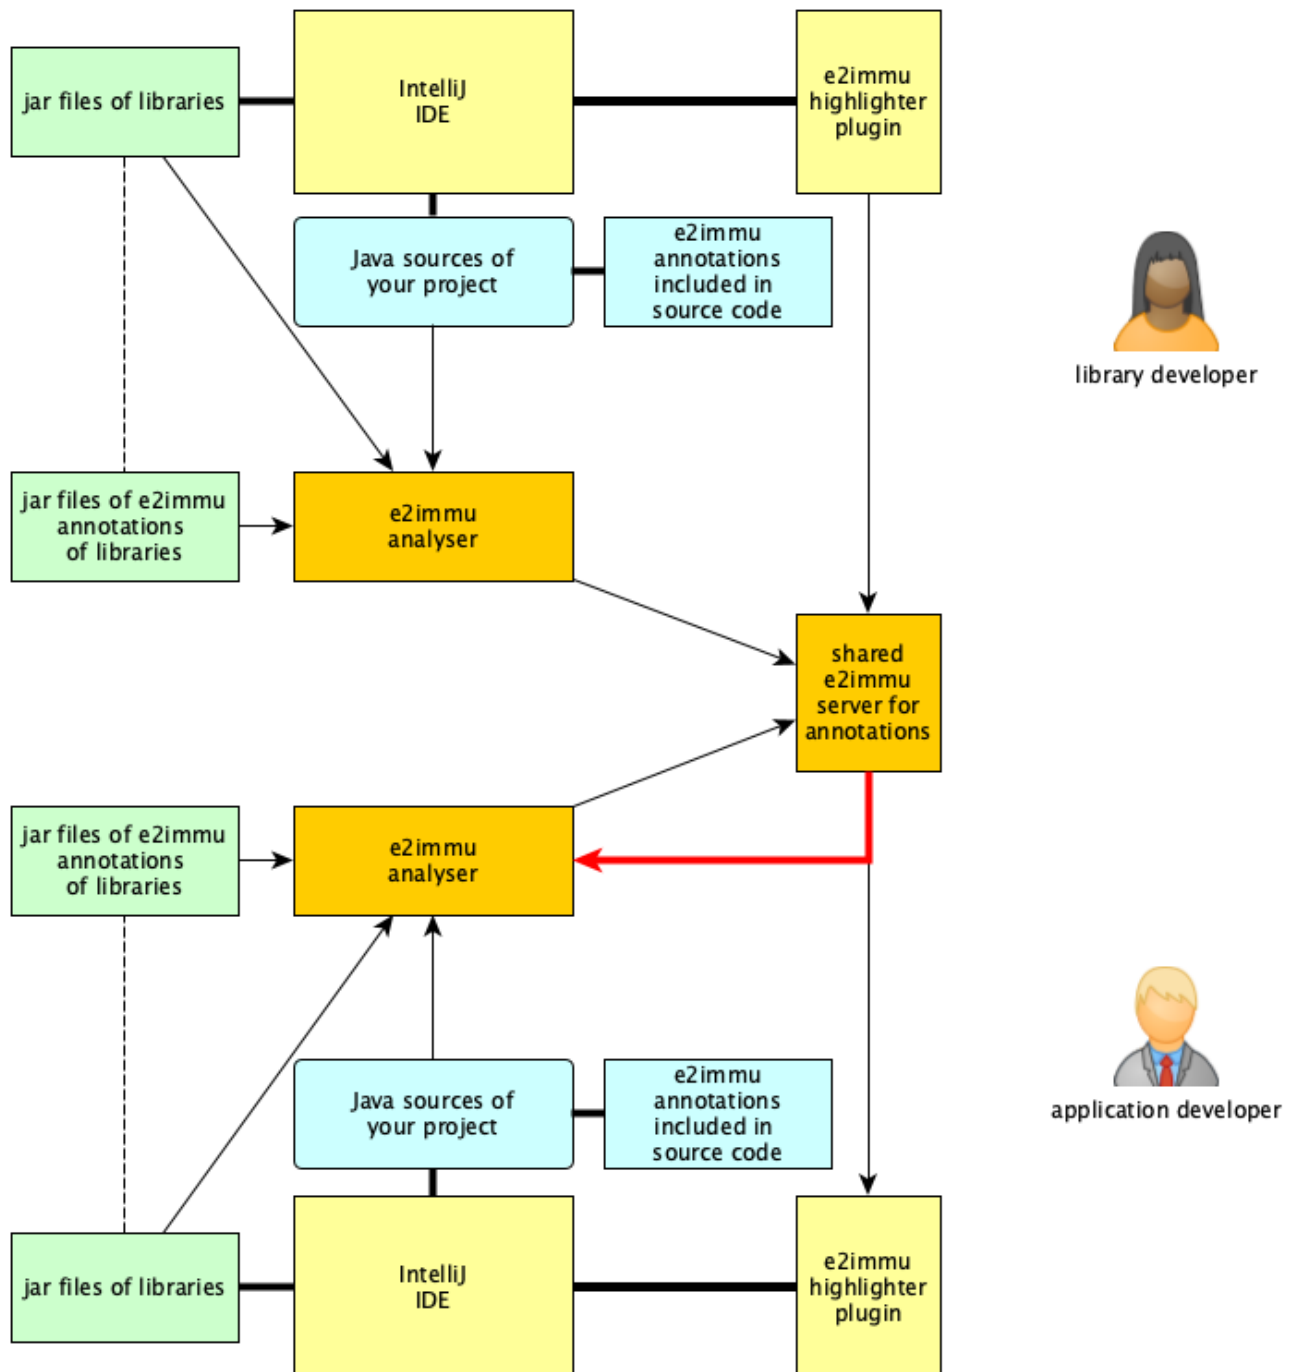 jar files of libraries
IntelliJ
IDE
e2immu
highlighter
plugin
Java sources of
your project
e2immu
annotations
included in
source code
library developer
jar files of e2immu
annotations
of libraries
e2immu
analyser
shared
e2immu
server for
annotations
jar files of e2immu
annotations
of libraries
e2immu
analyser
Java sources of
your project
e2immu
annotations
included in
source code
application developer
jar files of libraries
IntelliJ
IDE
e2immu
highlighter
plugin